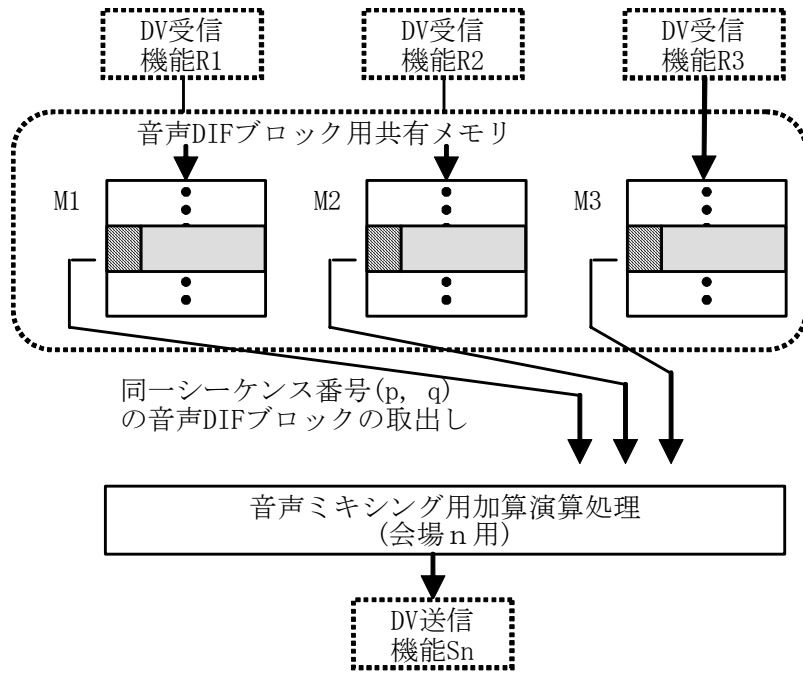 DV受信
機能R1
DV受信
機能R2
DV受信
機能R3
音声DIFブロック用共有メモリ
M1
M2
M3
同一シーケンス番号(p, q)
の音声DIFブロックの取出し
音声ミキシング用加算演算処理
(会場ｎ用)
DV送信
機能Sn